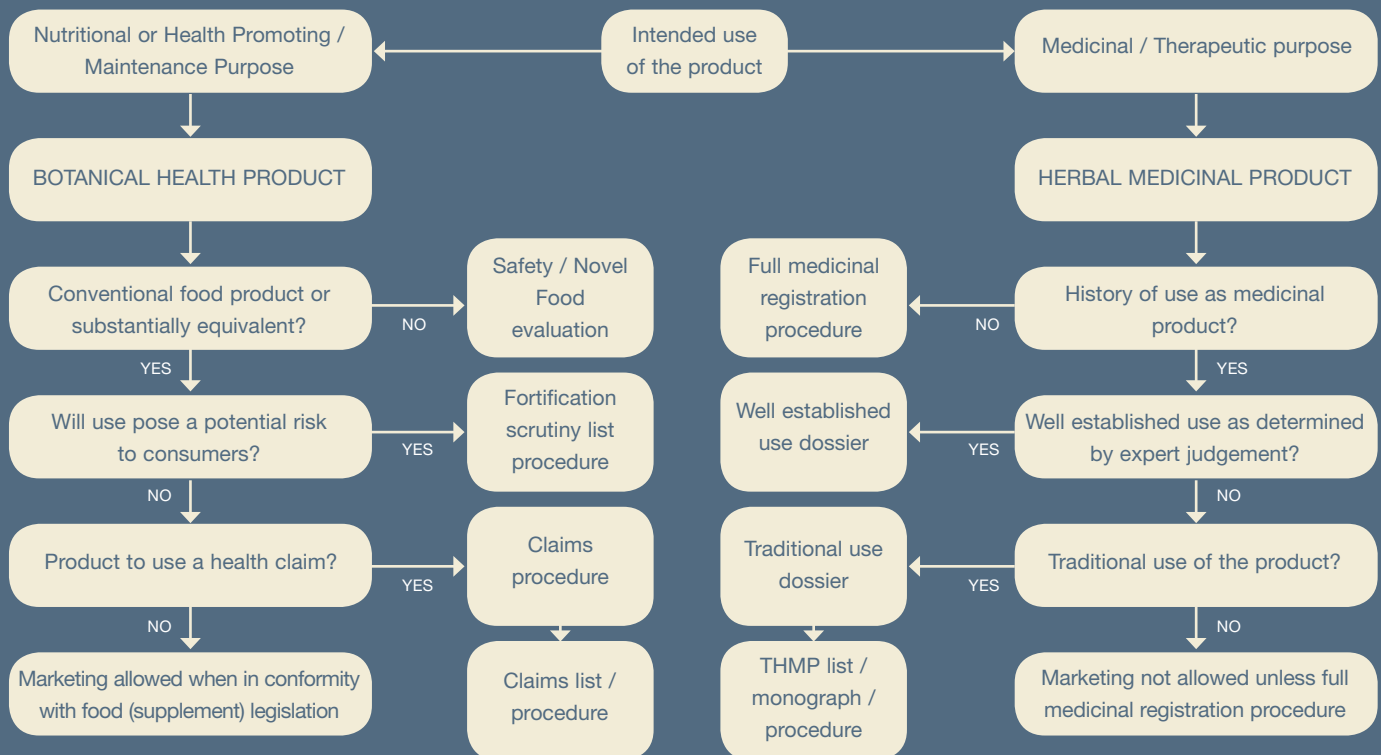 Nutritional or Health Promoting /
Maintenance Purpose
Intended use
of the product
Medicinal / Therapeutic purpose
BOTANICAL HEALTH PRODUCT
HERBAL MEDICINAL PRODUCT
Conventional food product or
substantially equivalent?
NO
Safety / Novel
Food
evaluation
Full medicinal
registration
procedure
NO
History of use as medicinal
product?
YES
YES
Will use pose a potential risk
to consumers?
YES
Fortification
scrutiny list
procedure
Well established
use dossier
YES
Well established use as determined
by expert judgement?
NO
NO
Product to use a health claim?
YES
Claims
procedure
Traditional use
dossier
YES
Traditional use of the product?
NO
NO
Marketing allowed when in conformity
with food (supplement) legislation
Claims list /
procedure
THMP list /
monograph /
procedure
Marketing not allowed unless full
medicinal registration procedure